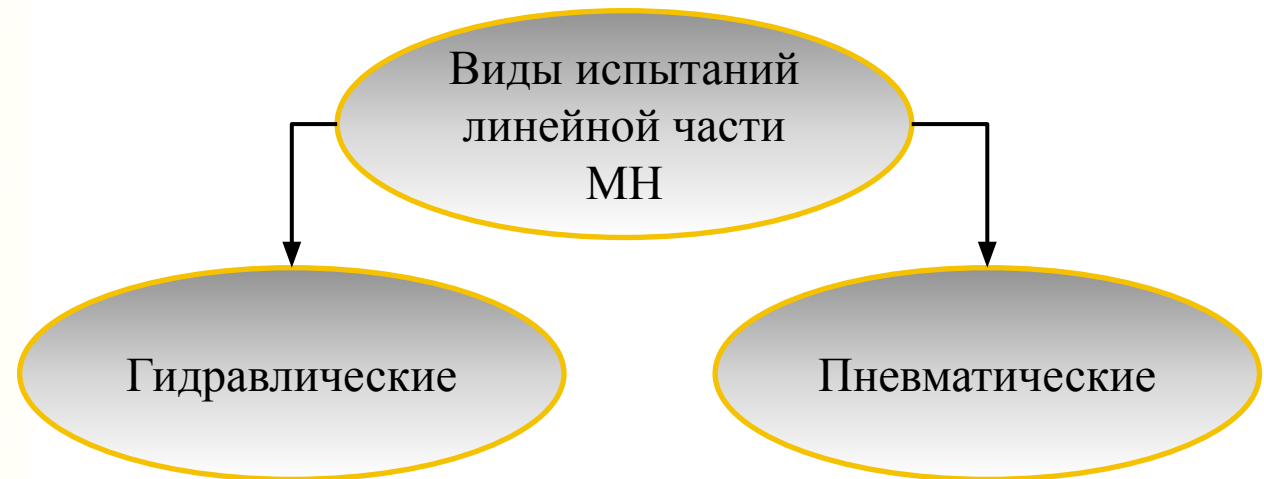 Виды испытаний
линейной части
МН
Гидравлические
Пневматические